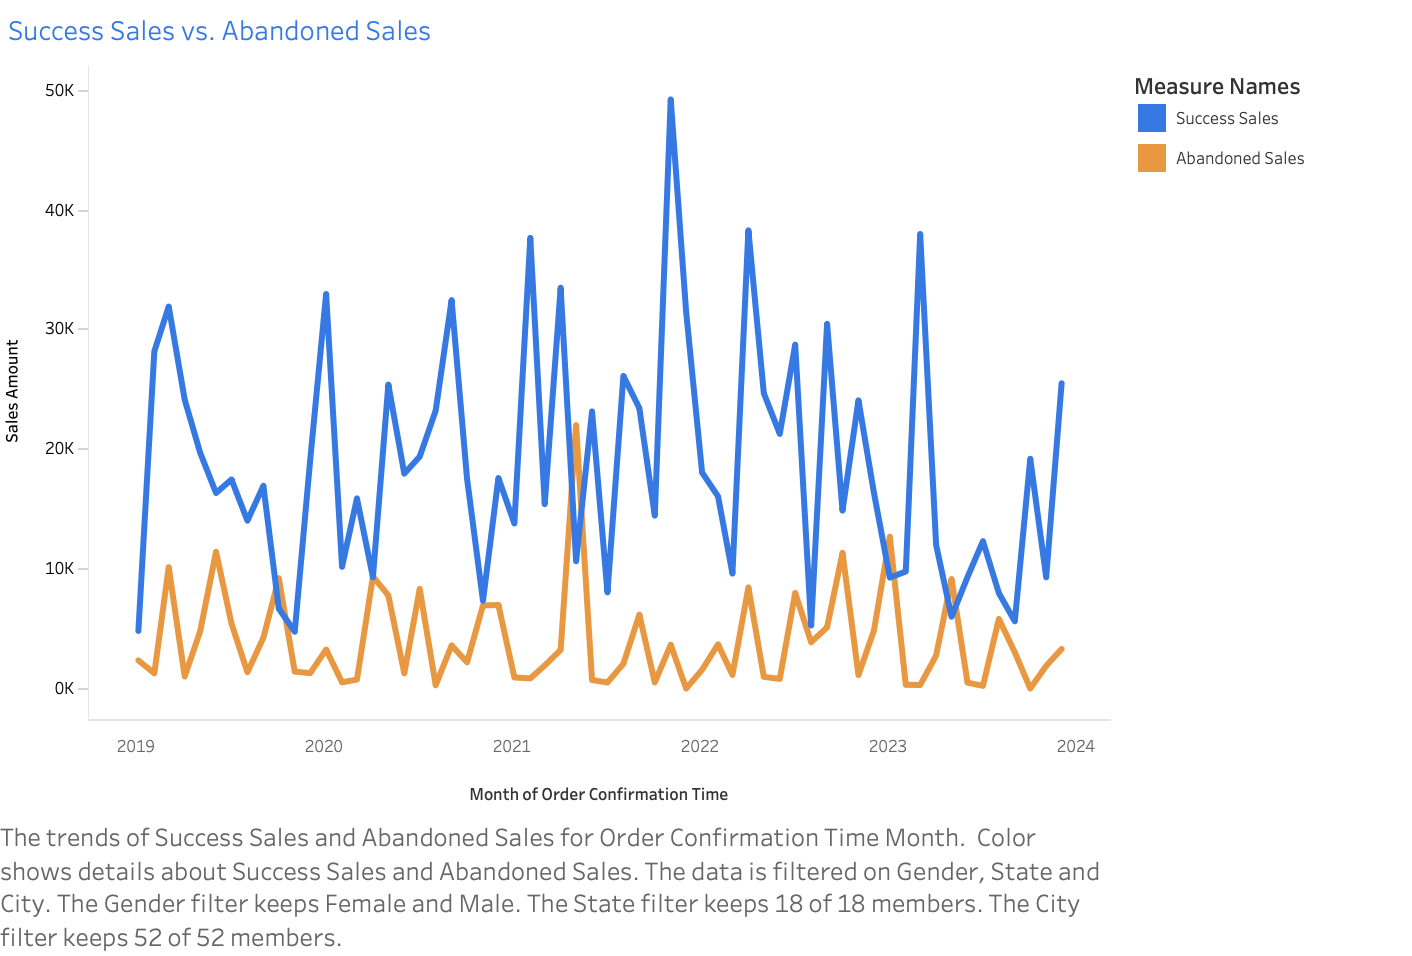 Success Sales vs. Abandoned Sales
50K
40K
30K
20K
10K
0K
Sales Amount
2019 2020 2021 2022 2023 2024
Month of Order Confirmation Time
Measure Names
Success Sales
Abandoned Sales
The trends of Success Sales and Abandoned Sales for Order Confirmation Time Month.  Color
shows details about Success Sales and Abandoned Sales. The data is filtered on Gender, State and
City. The Gender filter keeps Female and Male. The State filter keeps 18 of 18 members. The City
filter keeps 52 of 52 members.